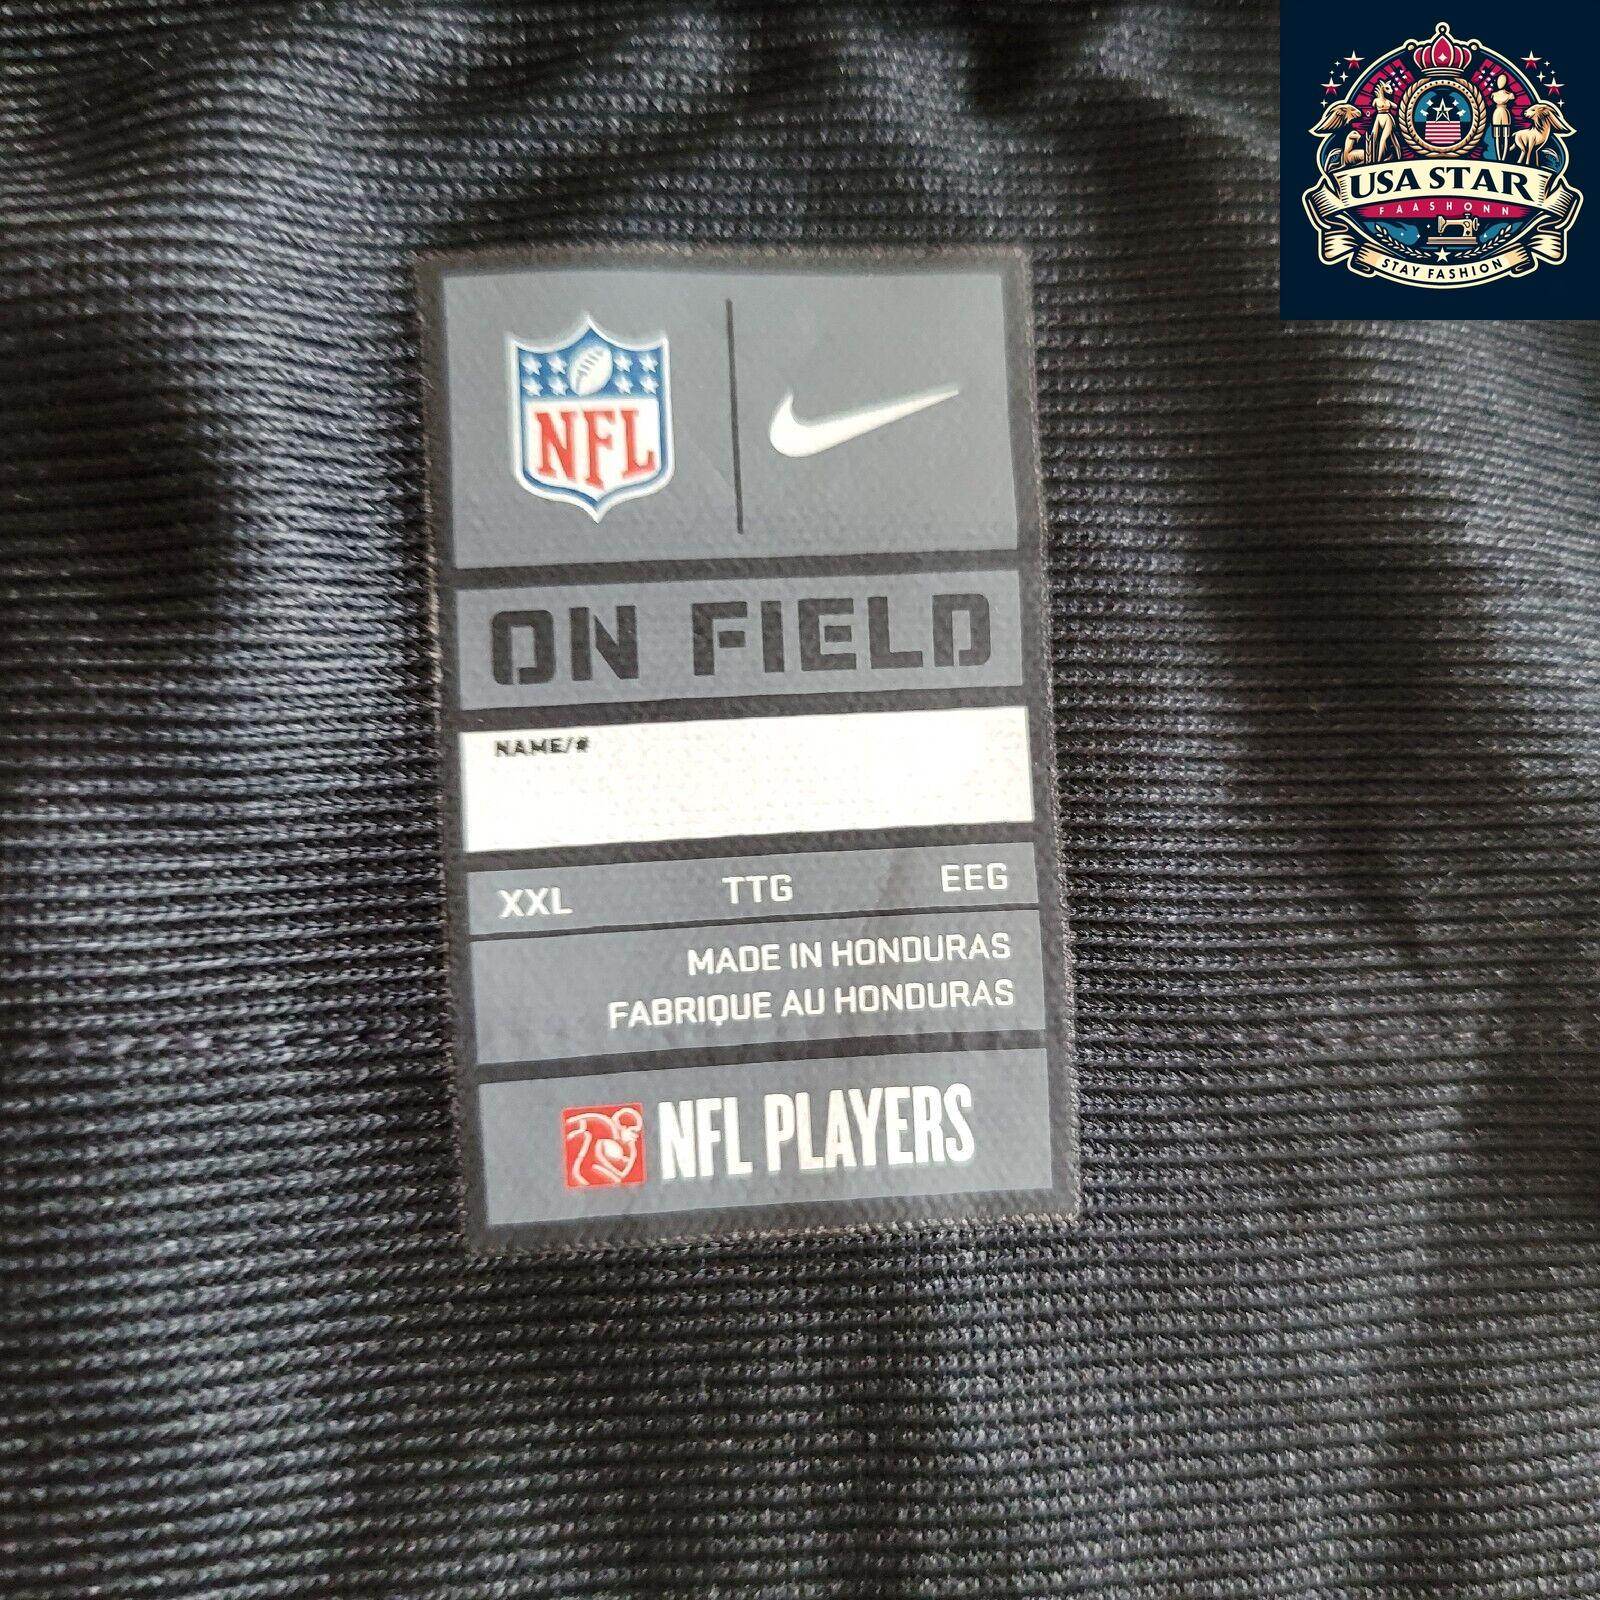 USA STAR
FAASHONN
STAY FASHION
NFL
ON FIELD
NAME/#
XXL TTG EEG
MADE IN HONDURAS
FABRIQUE AU HONDURAS
NFL PLAYERS